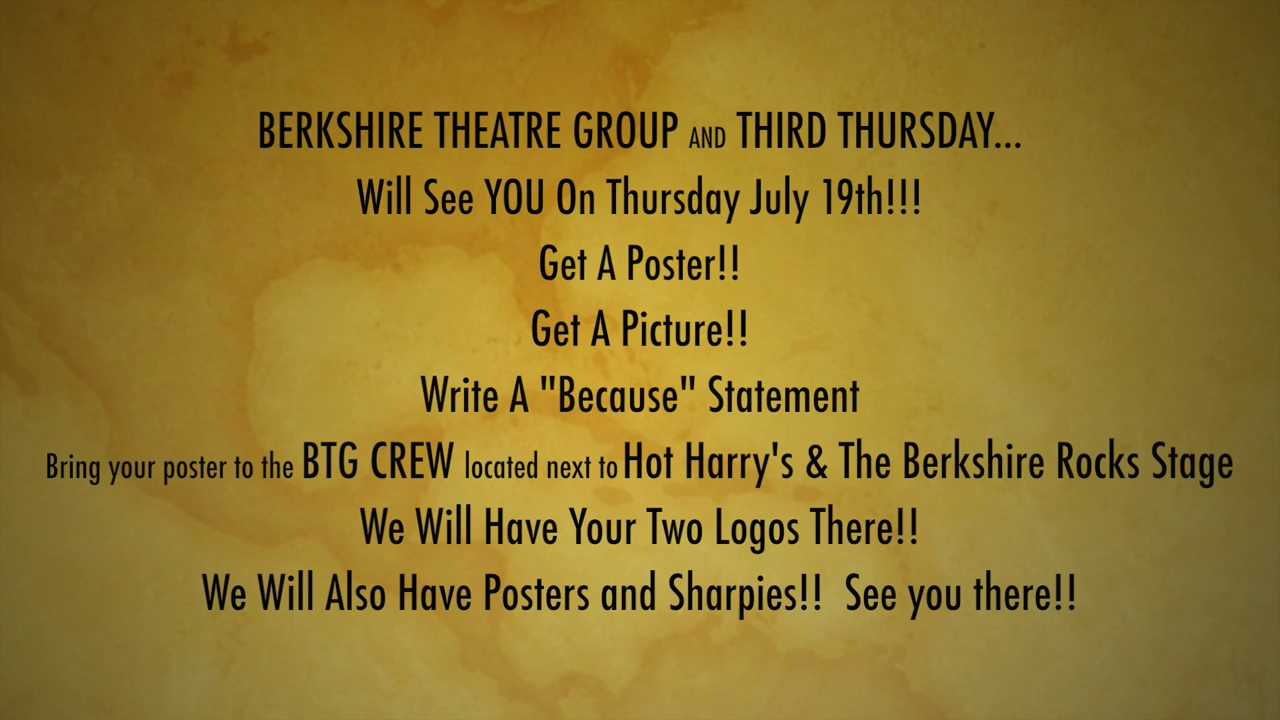 BERKSHIRE THEATRE GROUP AND THIRD THURSDAY...
Will See YOU On Thursday July 19th!!!
Get A Poster!!
Get A Picture!!
Write A "Because" Statement
Bring your poster to the BTG CREW located next to Hot Harry's & The Berkshire Rocks Stage
We Will Have Your Two Logos There!!
We Will Also Have Posters and Sharpies!!  See you there!!